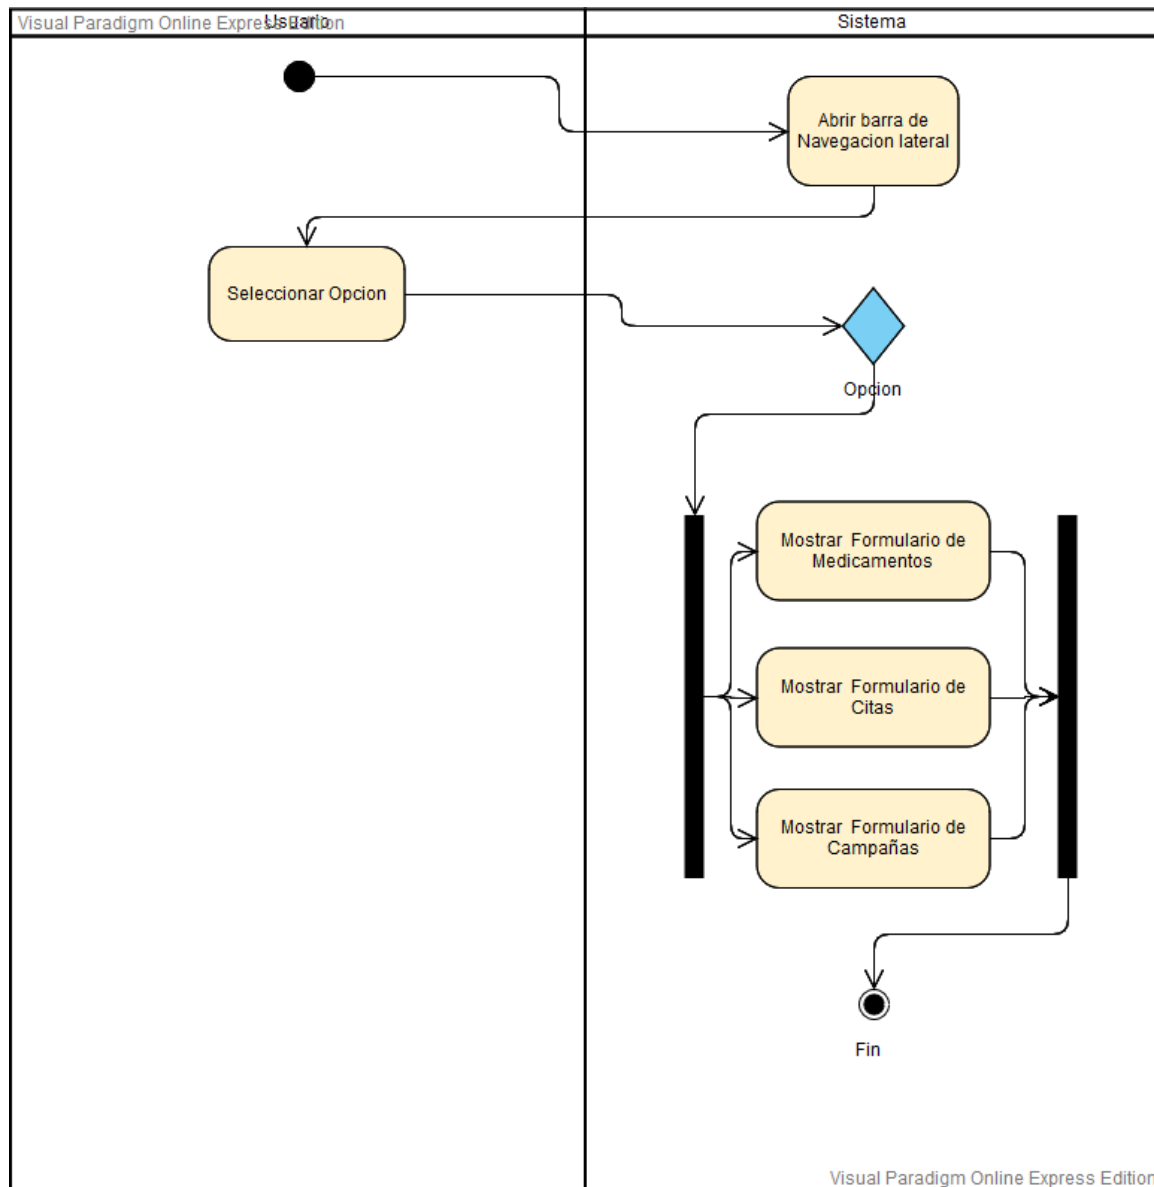 Visual Paradigm Online Express Edition
Usuario
Sistema
Abrir barra de
Navegacion lateral
Seleccionar Opcion
Opcion
Mostrar Formulario de
Medicamentos
Mostrar Formulario de
Citas
Mostrar Formulario de
Campañas
Fin
Visual Paradigm Online Express Edition